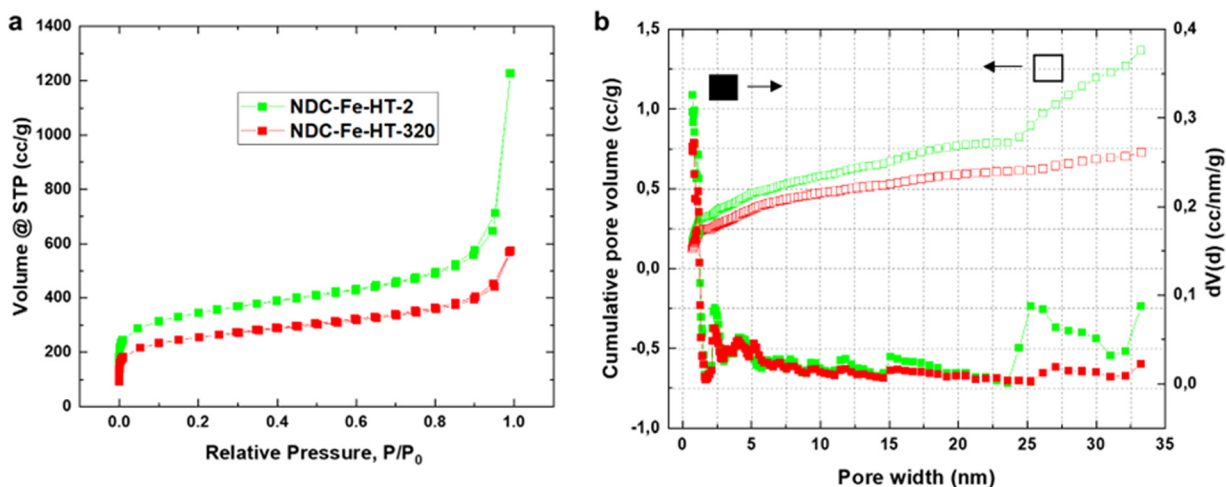 a
1400
1200
1000
800
600
400
200
0
Volume @ STP (cc/g)
NDC-Fe-HT-2
NDC-Fe-HT-320
0.0 0.2 0.4 0.6 0.8 1.0
Relative Pressure, P/P₀
b
1,5
1,0
0,5
0,0
-0,5
-1,0
Cumulative pore volume (cc/g)
0,4
0,3
0,2
0,1
0,0
dV(d) (cc/nm/g)
0 5 10 15 20 25 30 35
Pore width (nm)